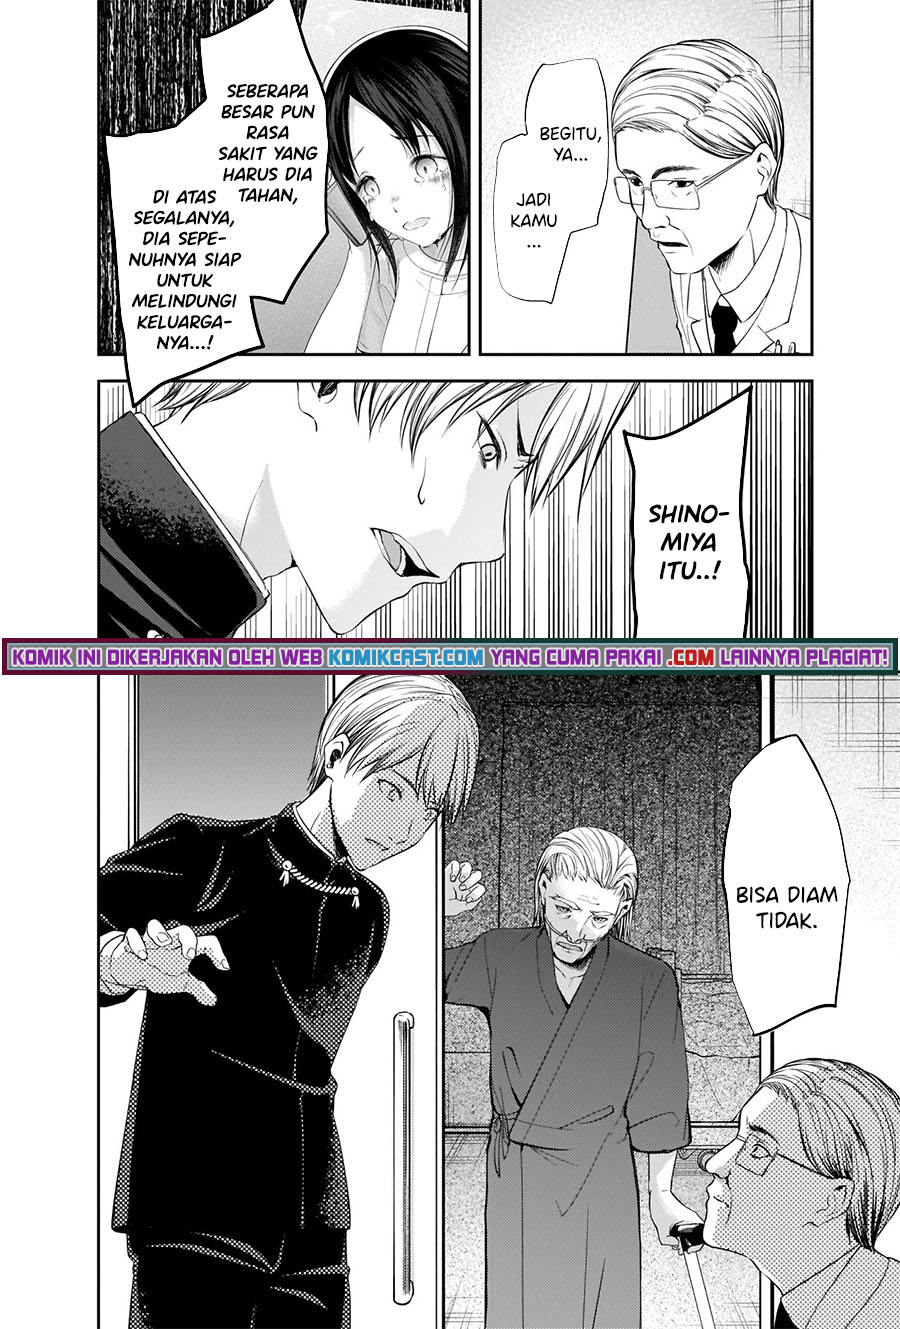 BEGITU,
YA...
JADI
KAMU
...
SEBERAPA
BESAR PUN
RASA
SAKIT YANG
HARUS DIA
TAHAN,
DI ATAS
SEGALANYA,
DIA SEPE-
NUHNYA SIAP
UNTUK
MELINDUNGI
KELUARGA-
NYA...!
SHINO-
MIYA
ITU..!
KOMIK INI DIKERJAKAN OLEH WEB KOMIKCAST.COM YANG CUMA PAKAI .COM LAINNYA PLAGIAT!
BISA DIAM
TIDAK.